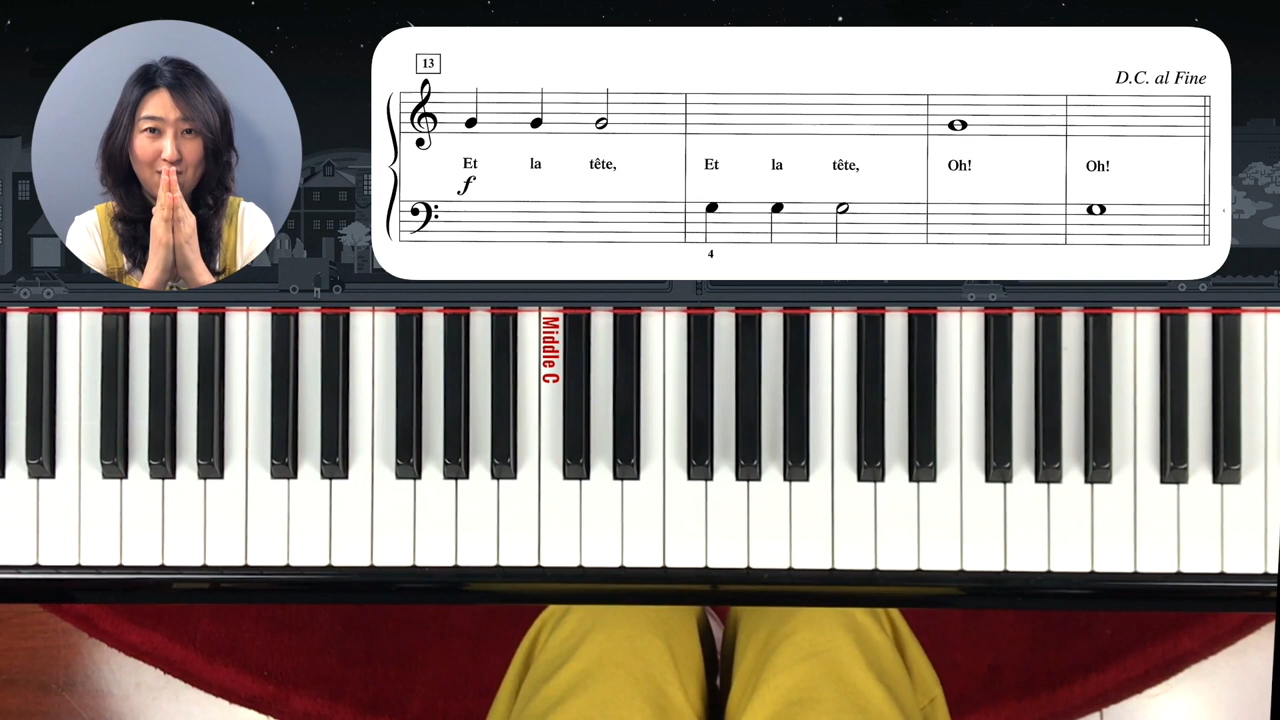 13
D.C. al Fine
Et la tête, Et la tête, Oh! Oh!
f
4
Middle C